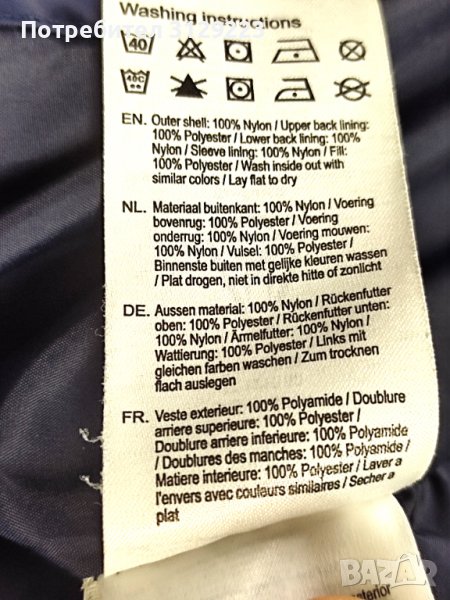 Washing instructions
Потребител 3129225
40
40C
EN. Outer shell: 100% Nylon / Upper back lining:
100% Polyester / Lower back lining: 100%
Nylon / Sleeve lining: 100% Nylon / Fill:
100% Polyester / Wash inside out with
similar colors / Lay flat to dry
NL. Materiaal buitenkant: 100% Nylon / Voering
bovenrug: 100% Polyester / Voering
onderrug: 100% Nylon / Voering mouwen:
100% Nylon / Vulsel: 100% Polyester /
Binnenste buiten met gelijke kleuren wassen
/ Plat drogen, niet in direkte hitte of zonlicht
DE. Aussen material: 100% Nylon / Rückenfutter
oben: 100% Polyester / Rückenfutter unten:
100% Nylon / Ärmelfutter: 100% Nylon /
Wattierung: 100% Polyester / Links mit
gleichen farben waschen / Zum trocknen
flach auslegen
FR. Veste exterieur: 100% Polyamide / Doublure
arriere superieure: 100% Polyester /
Doublure arriere inferieure: 100% Polyamide
/ Doublures des manches: 100% Polyamide /
Matiere interieure: 100% Polyester / Laver a
l'envers avec couleurs similaires / Secher a
plat
BAZAR